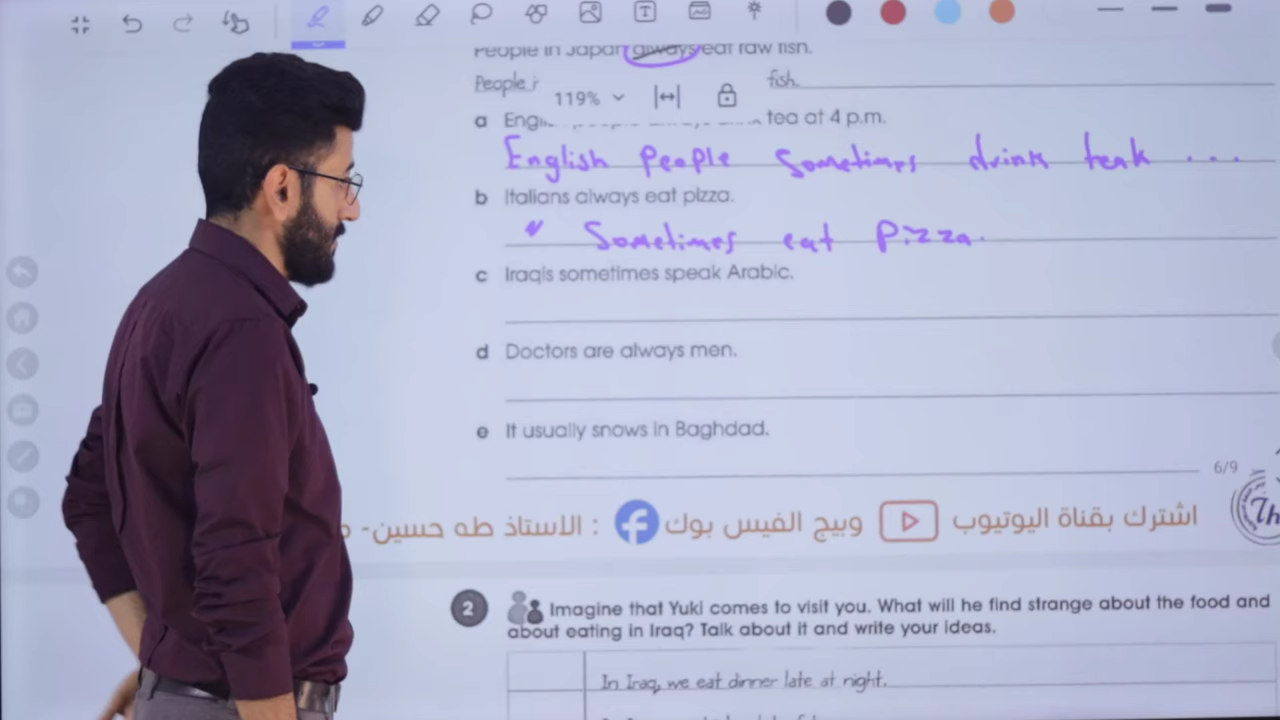 People in Japan always eat raw fish.
People i fish.
119%
a Engl tea at 4 p.m.
English People Sometimes drink teak ...
b Italians always eat pizza.
" Sometimes eat Pizza.
c Iraqis sometimes speak Arabic.
d Doctors are always men.
e It usually snows in Baghdad.
6/9
اشترك بقناة اليوتيوب وبيج الفيس بوك : الاستاذ طه حسين-
2 Imagine that Yuki comes to visit you. What will he find strange about the food and
about eating in Iraq? Talk about it and write your ideas.
In Iraq, we eat dinner late at night.